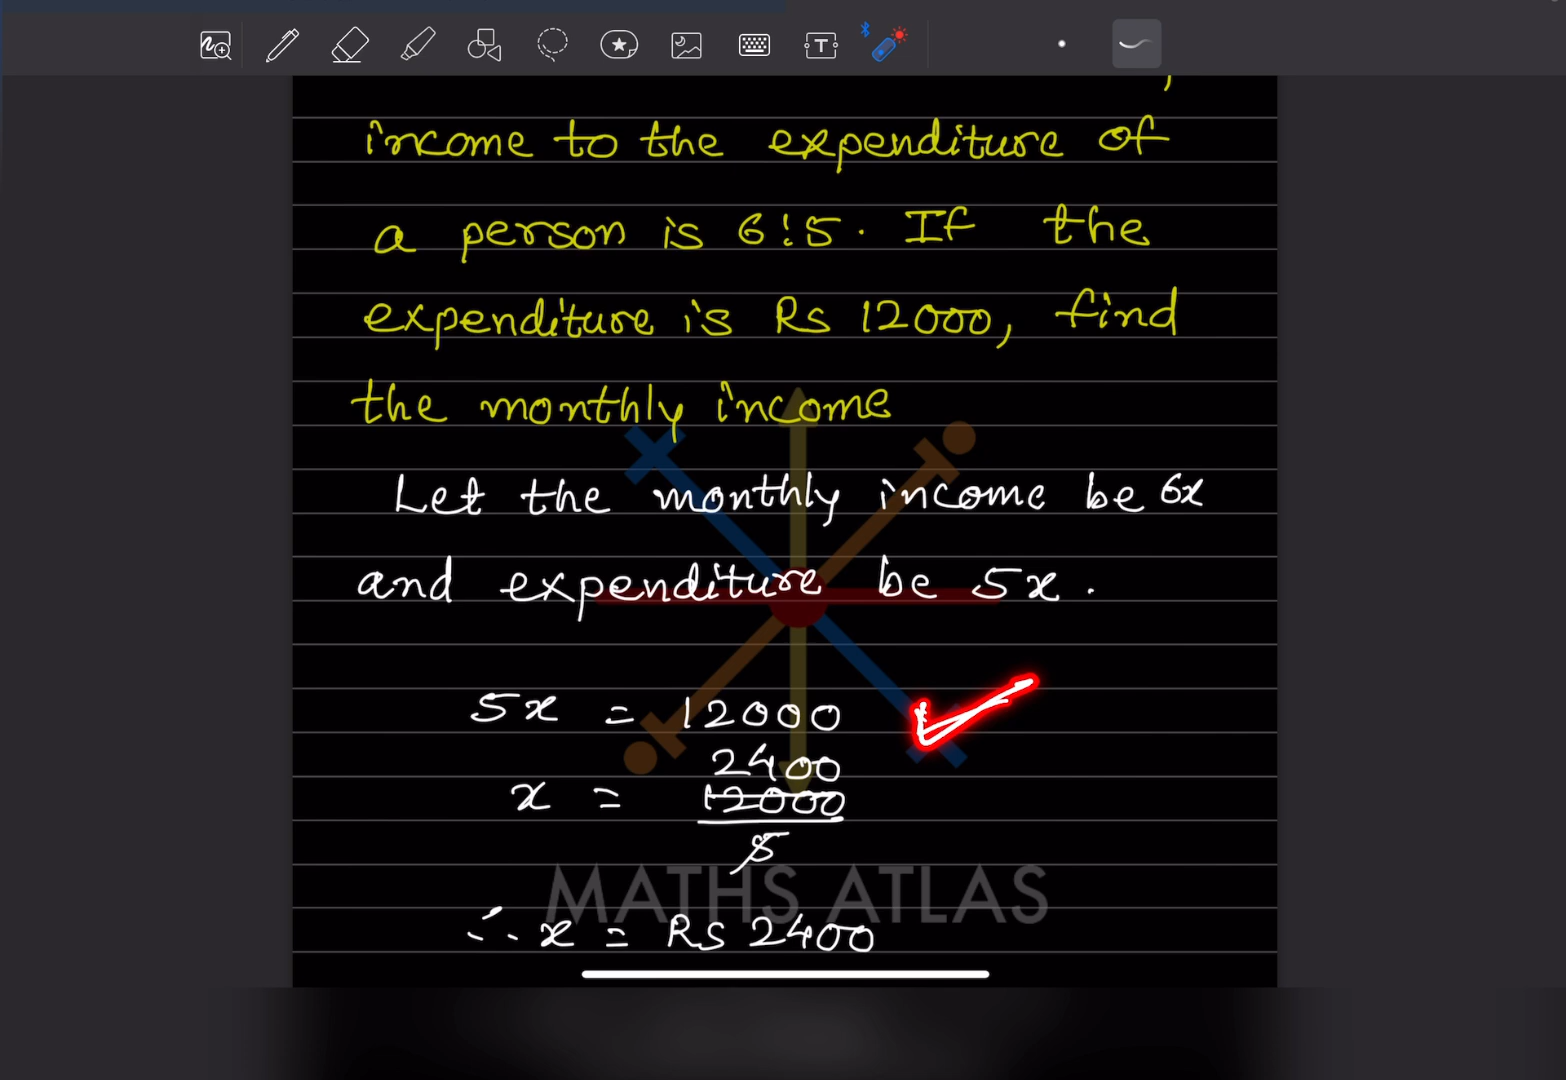 income to the expenditure of
a person is 6:5. If the
expenditure is Rs 12000, find
the monthly income
Let the monthly income be 6x
and expenditure be 5x.
5x = 12000
2400
x = 12000
5
MATHS ATLAS
∴ x = Rs 2400